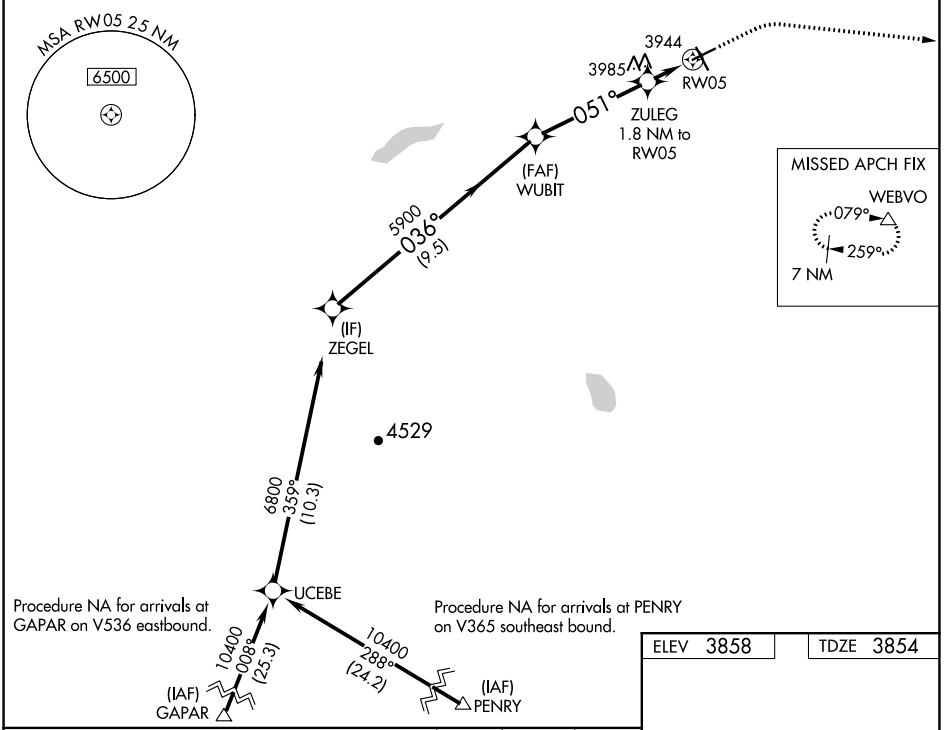 MSA RW05 25 NM
6500
3944
3985
RW05
051°
ZULEG
1.8 NM to
RW05
(FAF)
WUBIT
MISSED APCH FIX
WEBVO
079°
259°
7 NM
5900
036°
(9.5)
(IF)
ZEGEL
4529
6800
359°
(10.3)
UCEBE
Procedure NA for arrivals at
GAPAR on V536 eastbound.
Procedure NA for arrivals at PENRY
on V365 southeast bound.
10400
008°
(25.3)
10400
288°
(24.2)
(IAF)
GAPAR
(IAF)
PENRY
ELEV 3858
TDZE 3854